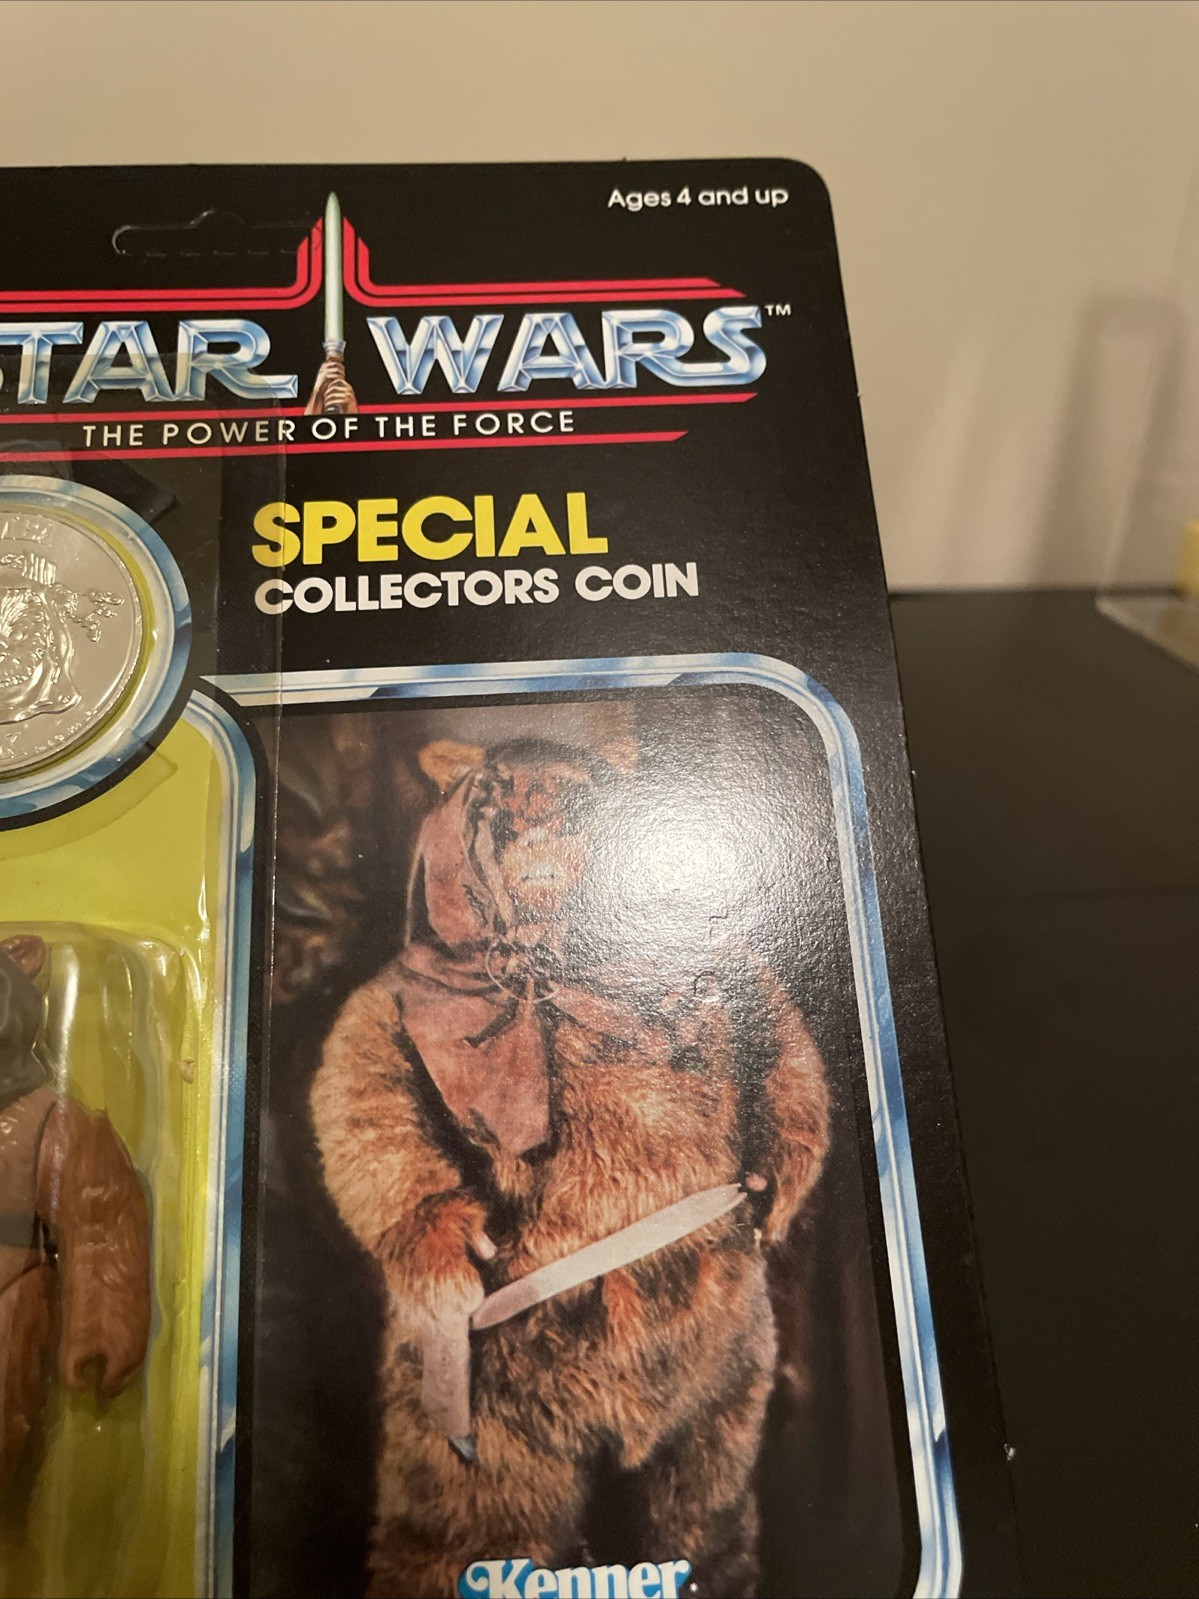 Ages 4 and up
STAR WARS™
THE POWER OF THE FORCE
SPECIAL
COLLECTORS COIN
Kenner